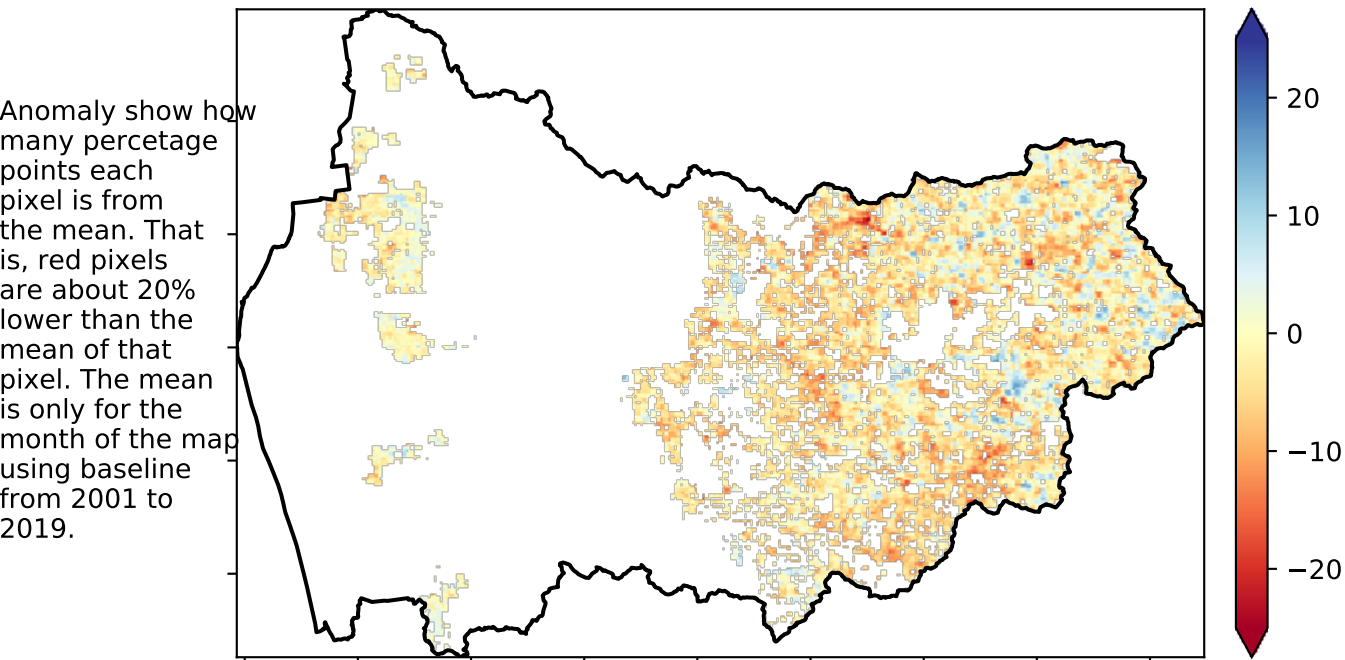 Anomaly show how
many percetage
points each
pixel is from
the mean. That
is, red pixels
are about 20%
lower than the
mean of that
pixel. The mean
is only for the
month of the map
using baseline
from 2001 to
2019.
20
10
0
−10
−20